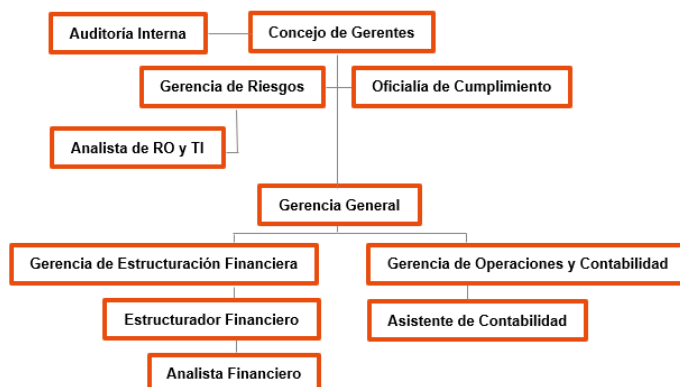 Auditoría Interna
Concejo de Gerentes
Gerencia de Riesgos
Oficialía de Cumplimiento
Analista de RO y TI
Gerencia General
Gerencia de Estructuración Financiera
Gerencia de Operaciones y Contabilidad
Estructurador Financiero
Asistente de Contabilidad
Analista Financiero